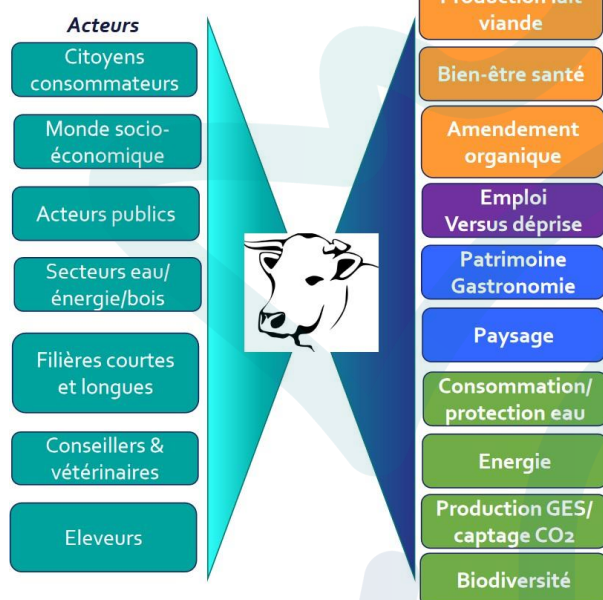 Acteurs
Citoyens
consommateurs
Monde socio-
économique
Acteurs publics
Secteurs eau/
énergie/bois
Filières courtes
et longues
Conseillers &
vétérinaires
Eleveurs
Production lait
viande
Bien-être santé
Amendement
organique
Emploi
Versus déprise
Patrimoine
Gastronomie
Paysage
Consommation/
protection eau
Energie
Production GES/
captage CO2
Biodiversité